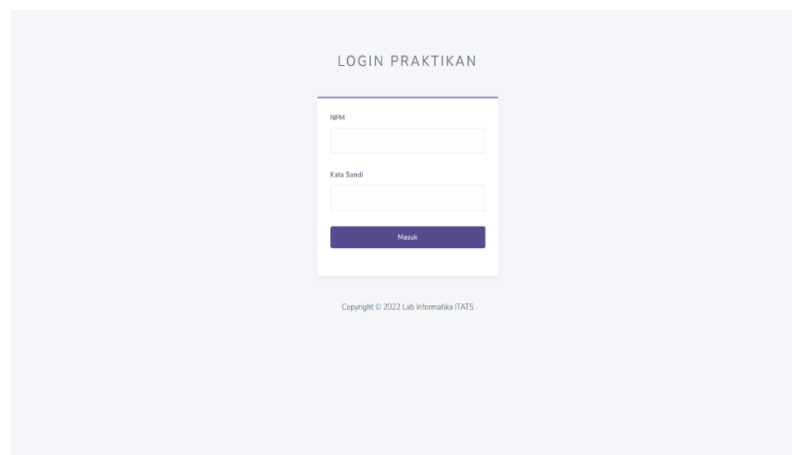 LOGIN PRAKTIKAN
NPM
Kata Sandi
Masuk
Copyright © 2022 Lab Informatika ITATS